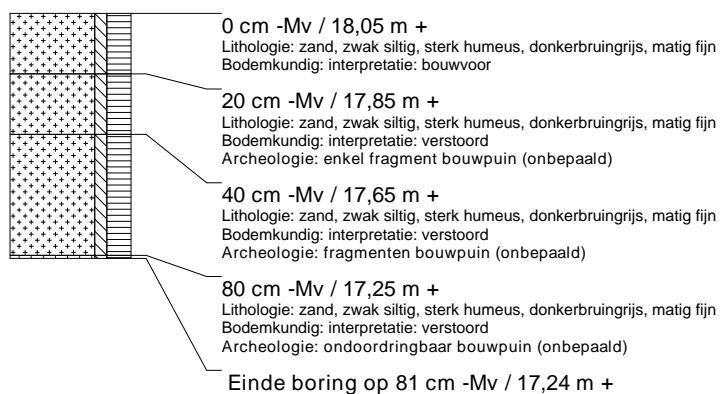 0 cm -Mv / 18,05 m +
Lithologie: zand, zwak siltig, sterk humeus, donkerbruingrijs, matig fijn
Bodemkundig: interpretatie: bouwvoor
20 cm -Mv / 17,85 m +
Lithologie: zand, zwak siltig, sterk humeus, donkerbruingrijs, matig fijn
Bodemkundig: interpretatie: verstoord
Archeologie: enkel fragment bouwpuin (onbepaald)
40 cm -Mv / 17,65 m +
Lithologie: zand, zwak siltig, sterk humeus, donkerbruingrijs, matig fijn
Bodemkundig: interpretatie: verstoord
Archeologie: fragmenten bouwpuin (onbepaald)
80 cm -Mv / 17,25 m +
Lithologie: zand, zwak siltig, sterk humeus, donkerbruingrijs, matig fijn
Bodemkundig: interpretatie: verstoord
Archeologie: ondoordringbaar bouwpuin (onbepaald)
Einde boring op 81 cm -Mv / 17,24 m +